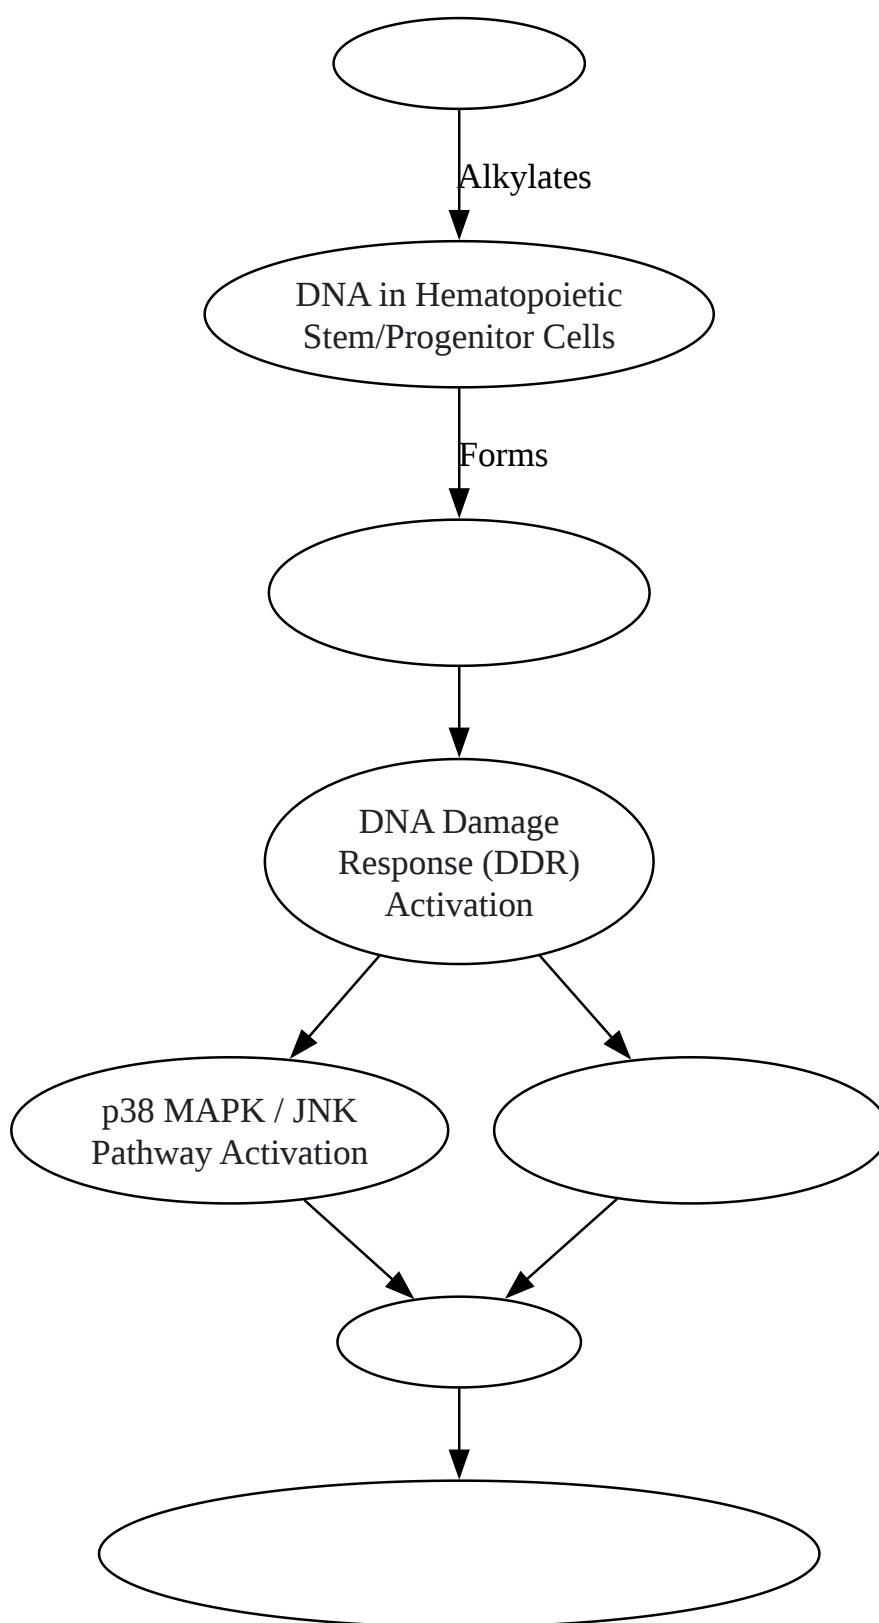 Alkylates
DNA in Hematopoietic
Stem/Progenitor Cells
Forms
DNA Damage
Response (DDR)
Activation
p38 MAPK / JNK
Pathway Activation